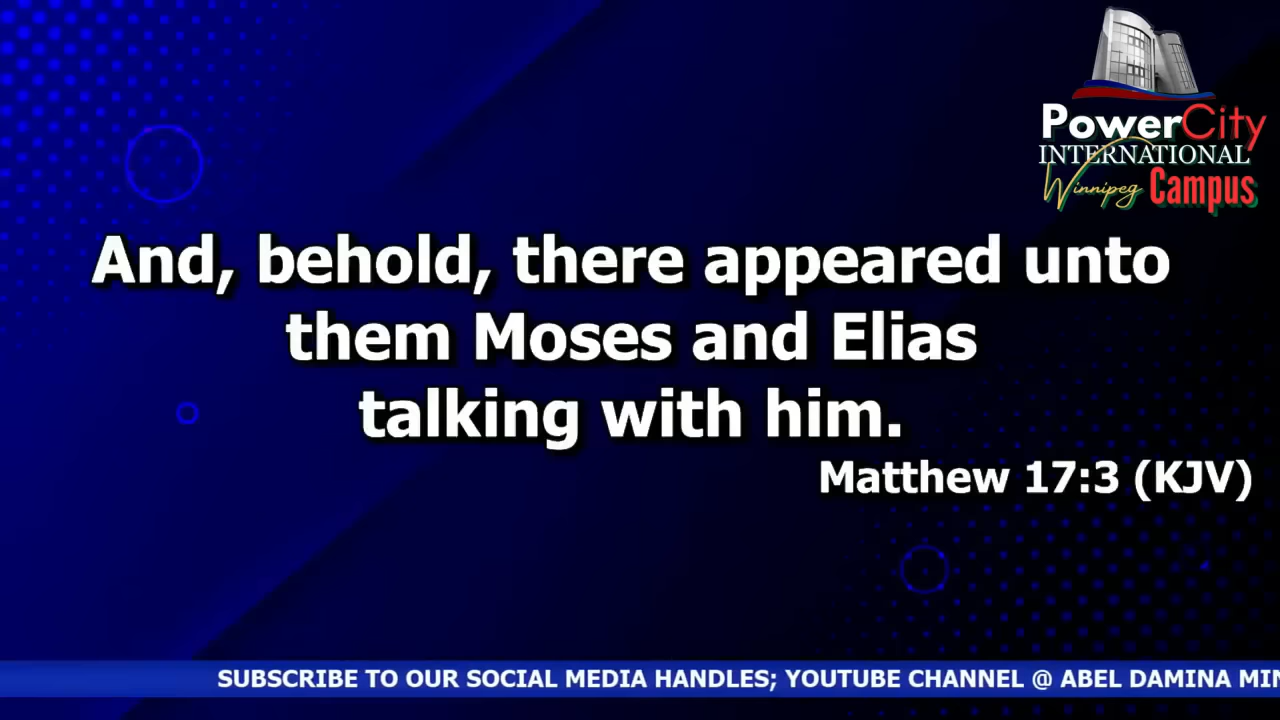 PowerCity
INTERNATIONAL
Winnipeg Campus
And, behold, there appeared unto
them Moses and Elias
talking with him.
Matthew 17:3 (KJV)
SUBSCRIBE TO OUR SOCIAL MEDIA HANDLES; YOUTUBE CHANNEL @ ABEL DAMINA MIN